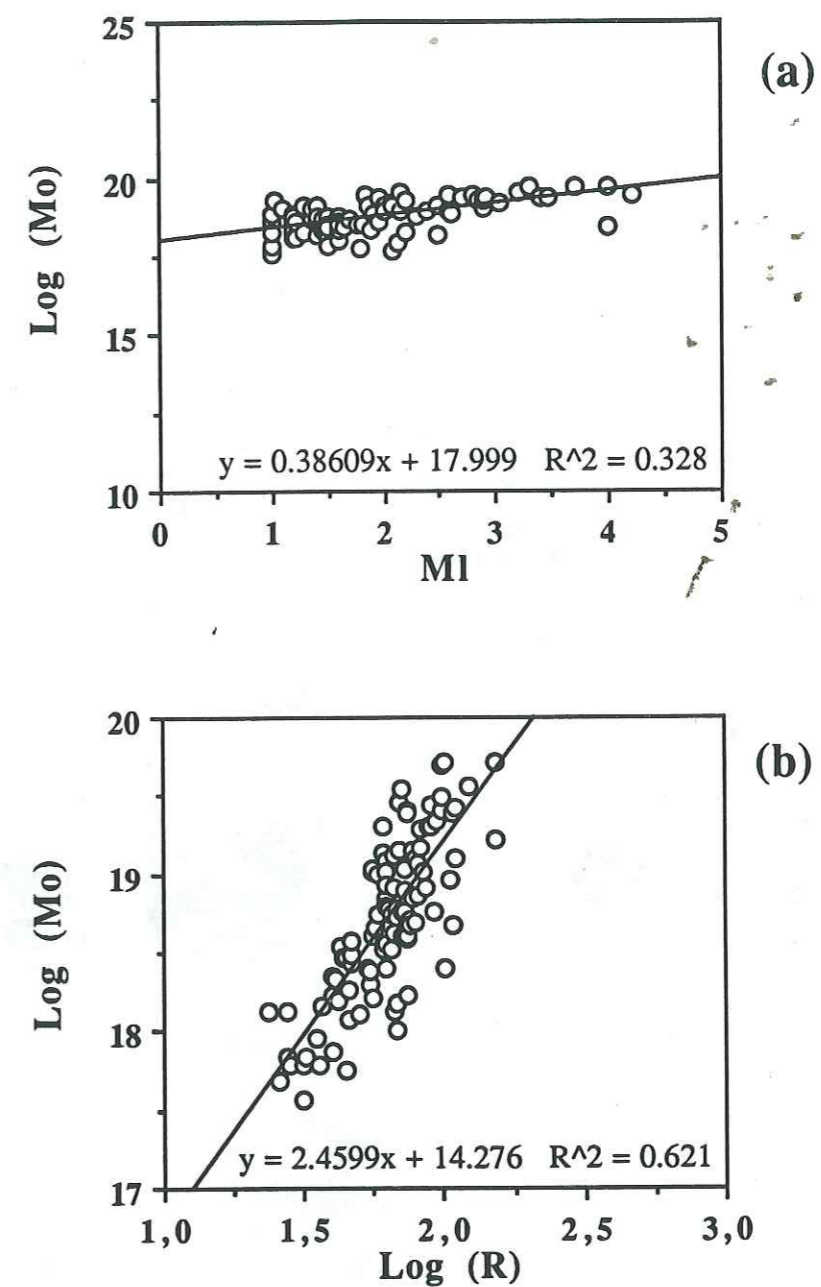 25
(a)
20
Log (Mo)
15
y = 0.38609x + 17.999 R^2 = 0.328
10
0 1 2 3 4 5
Ml
20
(b)
19
Log (Mo)
18
y = 2.4599x + 14.276 R^2 = 0.621
17
1,0 1,5 2,0 2,5 3,0
Log (R)